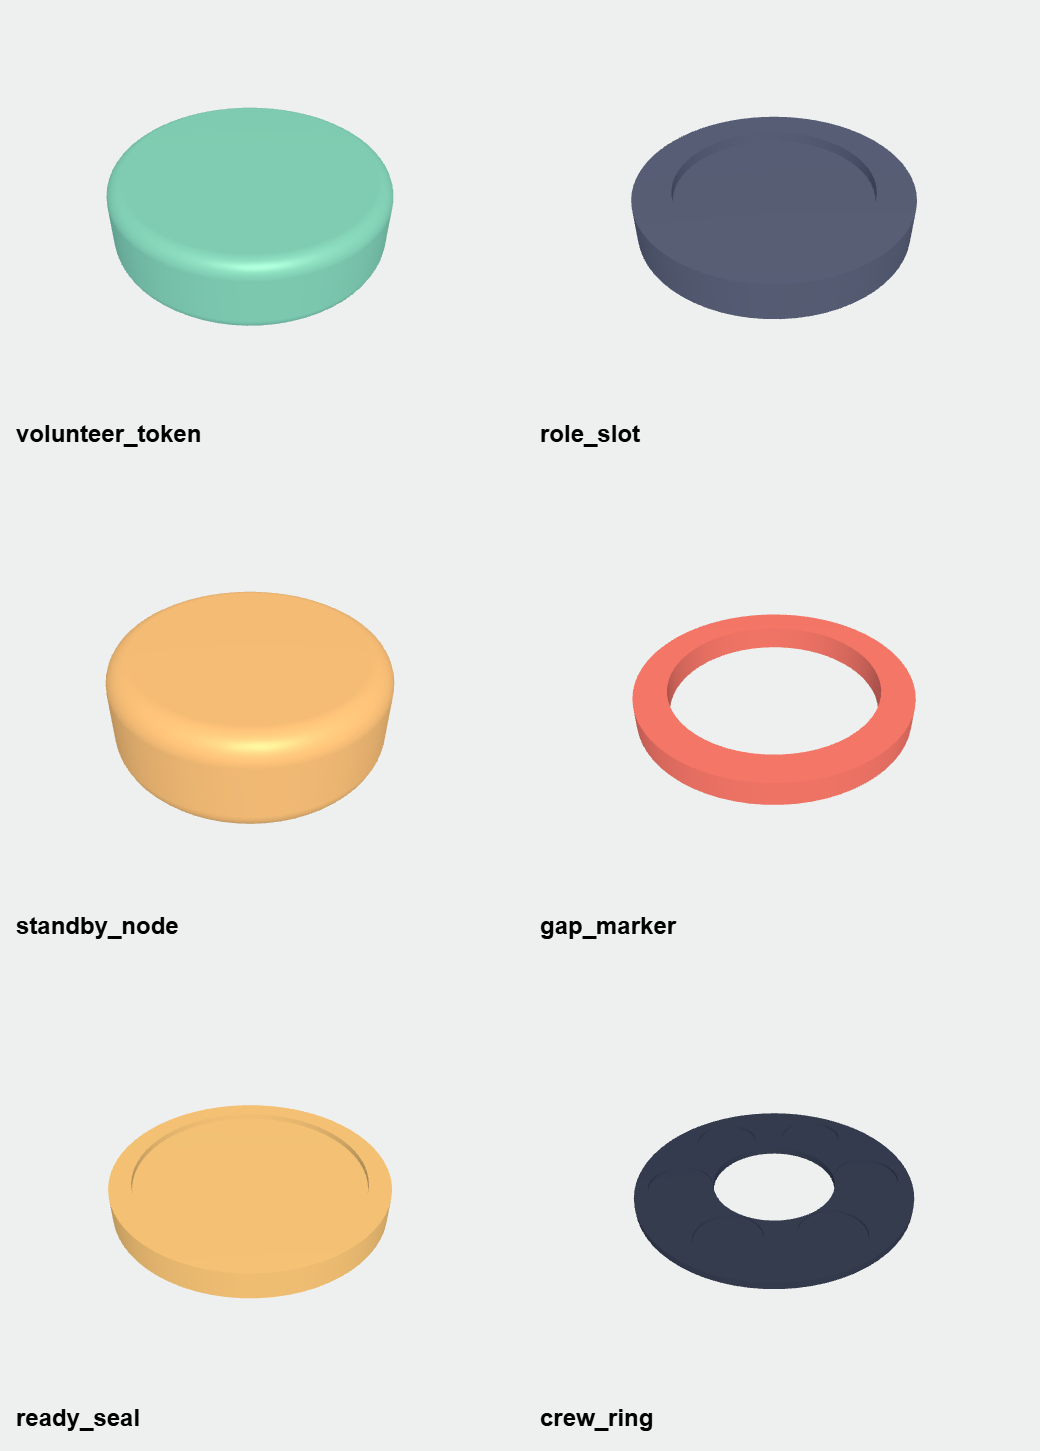 volunteer_token
role_slot
standby_node
gap_marker
ready_seal
crew_ring